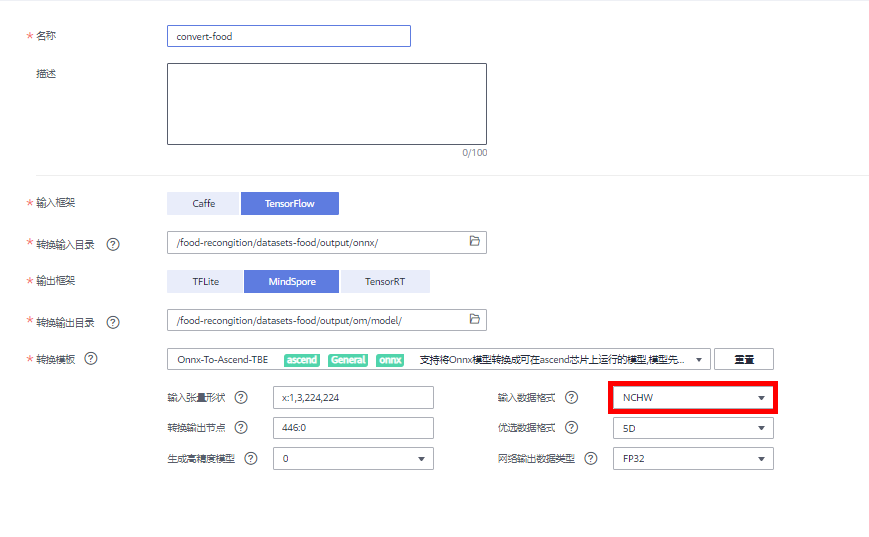 * 名称 convert-food
描述
0/100
* 输入框架 Caffe TensorFlow
* 转换输入目录 ? /food-recongition/datasets-food/output/onnx/
* 输出框架 TFLite MindSpore TensorRT
* 转换输出目录 ? /food-recongition/datasets-food/output/om/model/
* 转换模板 ? Onnx-To-Ascend-TBE ascend General onnx 支持将Onnx模型转换成可在ascend芯片上运行的模型,模型先... 重置
输入张量形状 ? x:1,3,224,224 输入数据格式 ? NCHW
转换输出节点 ? 446:0 优选数据格式 ? 5D
生成高精度模型 ? 0 网络输出数据类型 ? FP32